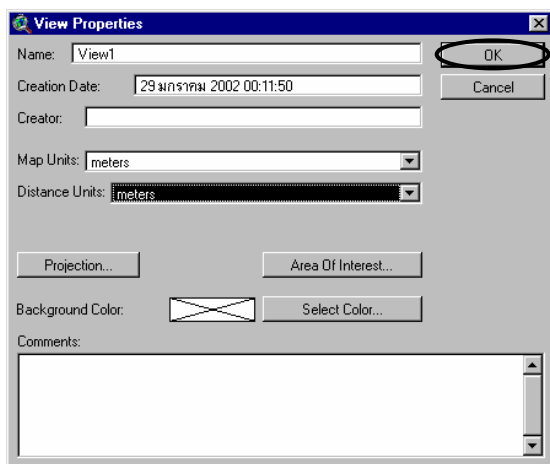 View Properties
Name: View1
OK
Creation Date: 29 มกราคม 2002 00:11:50
Cancel
Creator:
Map Units: meters
Distance Units: meters
Projection...
Area Of Interest...
Background Color:
Select Color...
Comments: